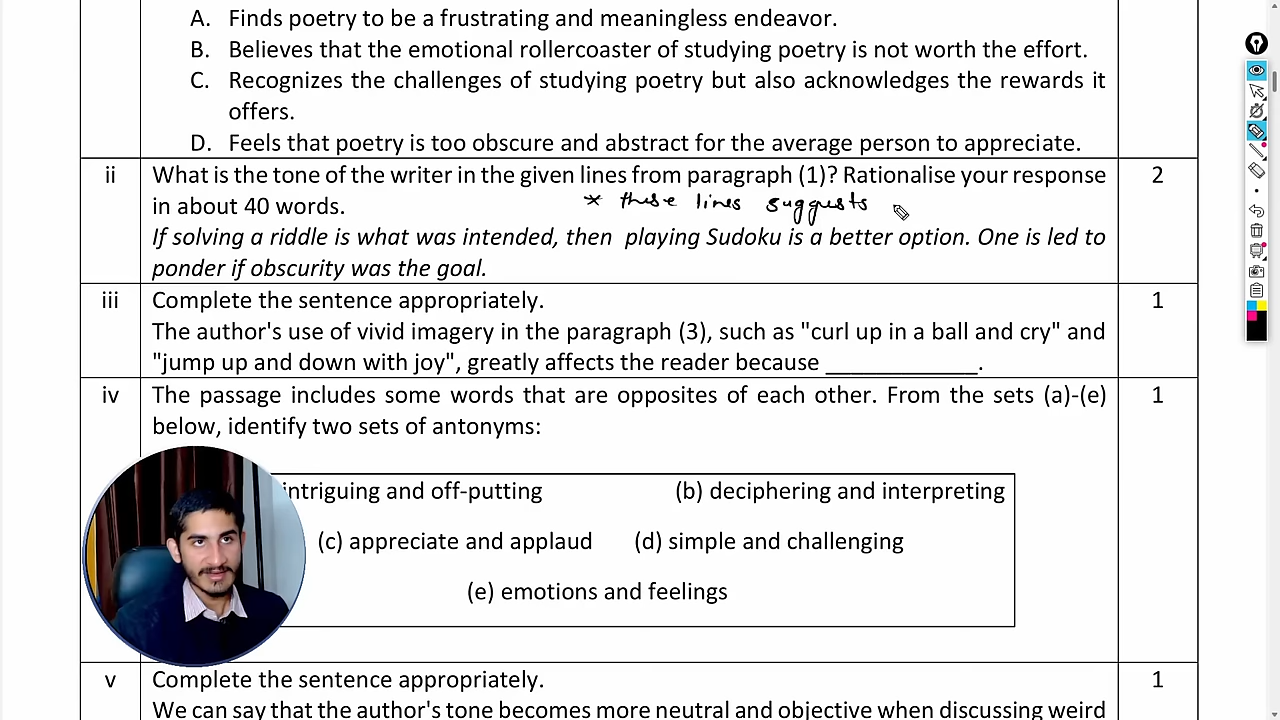 A. Finds poetry to be a frustrating and meaningless endeavor.
B. Believes that the emotional rollercoaster of studying poetry is not worth the effort.
C. Recognizes the challenges of studying poetry but also acknowledges the rewards it
offers.
D. Feels that poetry is too obscure and abstract for the average person to appreciate.
ii What is the tone of the writer in the given lines from paragraph (1)? Rationalise your response 2
in about 40 words. * these lines suggests
If solving a riddle is what was intended, then playing Sudoku is a better option. One is led to
ponder if obscurity was the goal.
iii Complete the sentence appropriately. 1
The author's use of vivid imagery in the paragraph (3), such as "curl up in a ball and cry" and
"jump up and down with joy", greatly affects the reader because ____________.
iv The passage includes some words that are opposites of each other. From the sets (a)-(e) 1
below, identify two sets of antonyms:
intriguing and off-putting (b) deciphering and interpreting
(c) appreciate and applaud (d) simple and challenging
(e) emotions and feelings
v Complete the sentence appropriately. 1
We can say that the author's tone becomes more neutral and objective when discussing weird